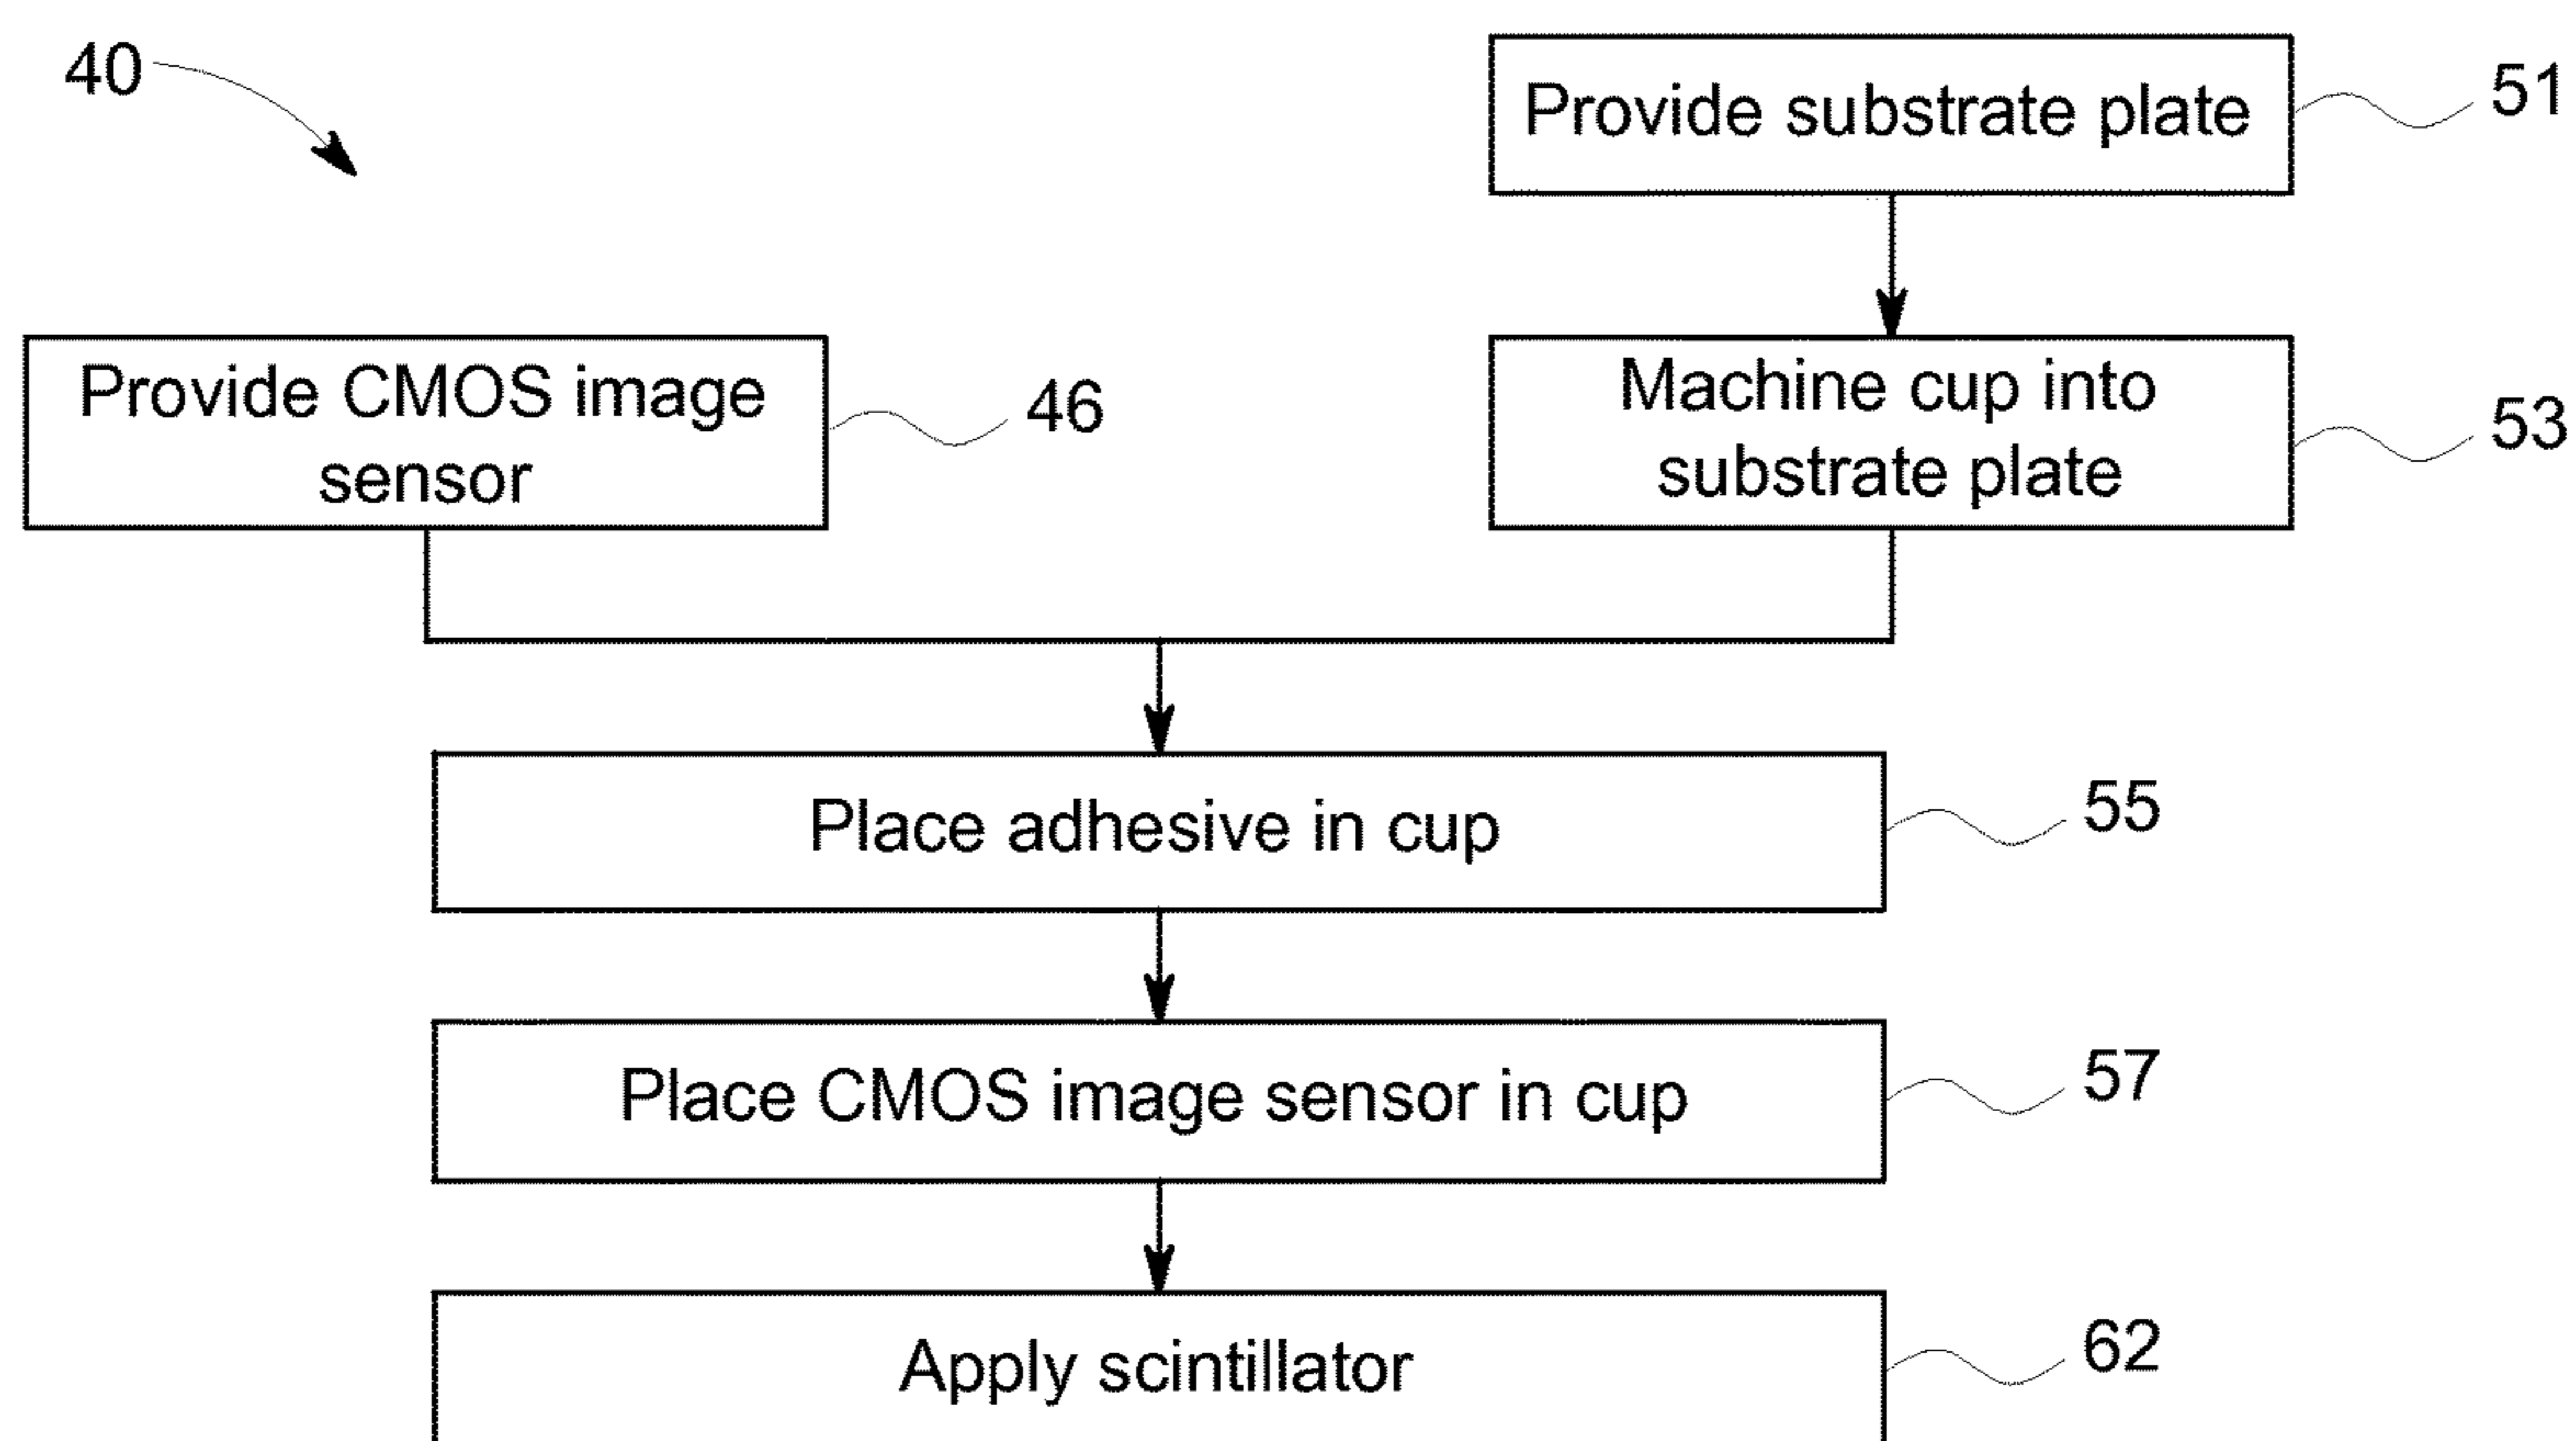 40
Provide substrate plate
51
Provide CMOS image
sensor
46
Machine cup into
substrate plate
53
Place adhesive in cup
55
Place CMOS image sensor in cup
57
Apply scintillator
62